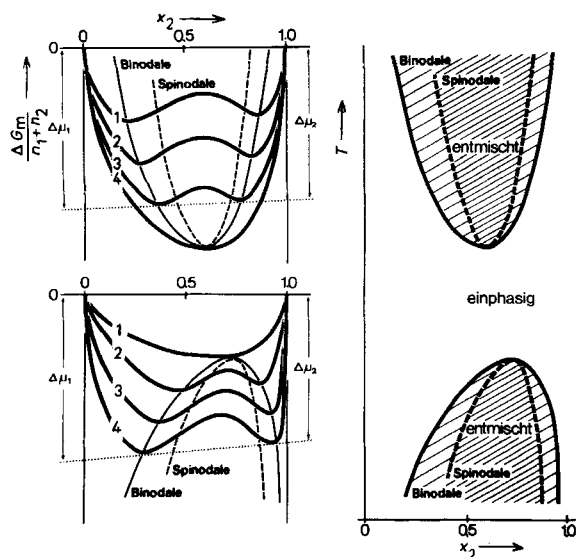 x₂ →
0 0.5 1.0
0
ΔGm / n₁ + n₂ →
Δμ₁
Δμ₂
Binodale
Spinodale
1
2
3
4
0 0.5 1.0
0
Δμ₁
Δμ₂
1
2
3
4
Spinodale
Binodale
T →
Binodale
Spinodale
entmischt
einphasig
entmischt
Spinodale
Binodale
0 0.5 1.0
x₂ →